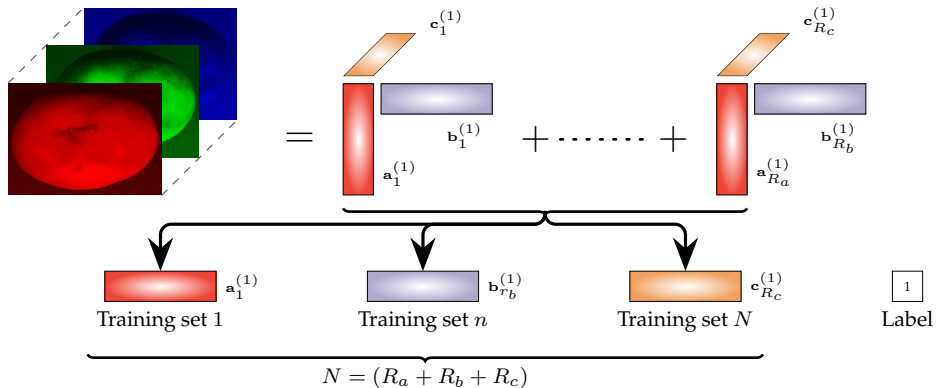 c_1^{(1)} c_{R_c}^{(1)}
= b_1^{(1)} + ······· + b_{R_b}^{(1)}
a_1^{(1)} a_{R_a}^{(1)}
a_1^{(1)} b_{r_b}^{(1)} c_{R_c}^{(1)} 1
Training set 1 Training set n Training set N Label
N = (R_a + R_b + R_c)